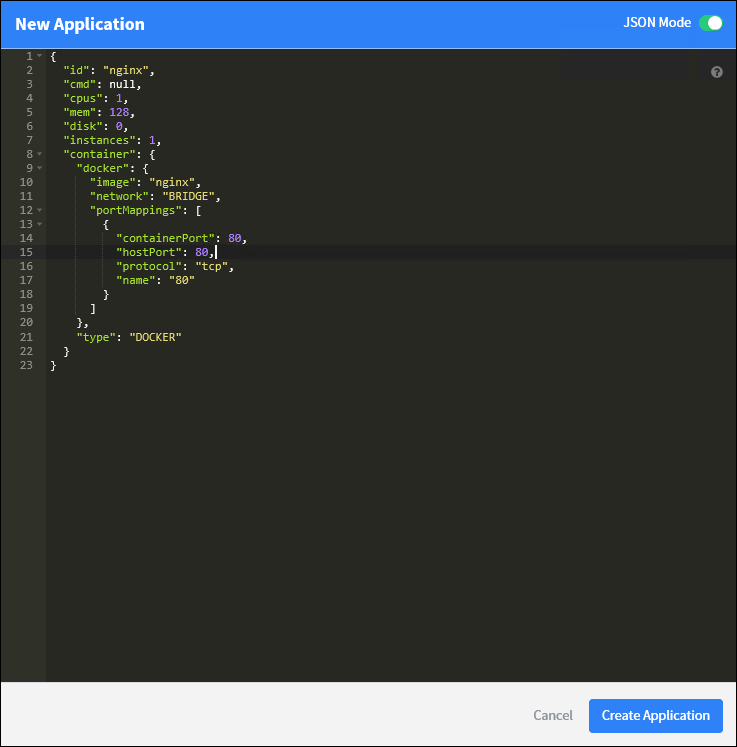 New Application
JSON Mode
1 {
2 "id": "nginx",
3 "cmd": null,
4 "cpus": 1,
5 "mem": 128,
6 "disk": 0,
7 "instances": 1,
8 "container": {
9 "docker": {
10 "image": "nginx",
11 "network": "BRIDGE",
12 "portMappings": [
13 {
14 "containerPort": 80,
15 "hostPort": 80,
16 "protocol": "tcp",
17 "name": "80"
18 }
19 ]
20 },
21 "type": "DOCKER"
22 }
23 }
?
Cancel
Create Application